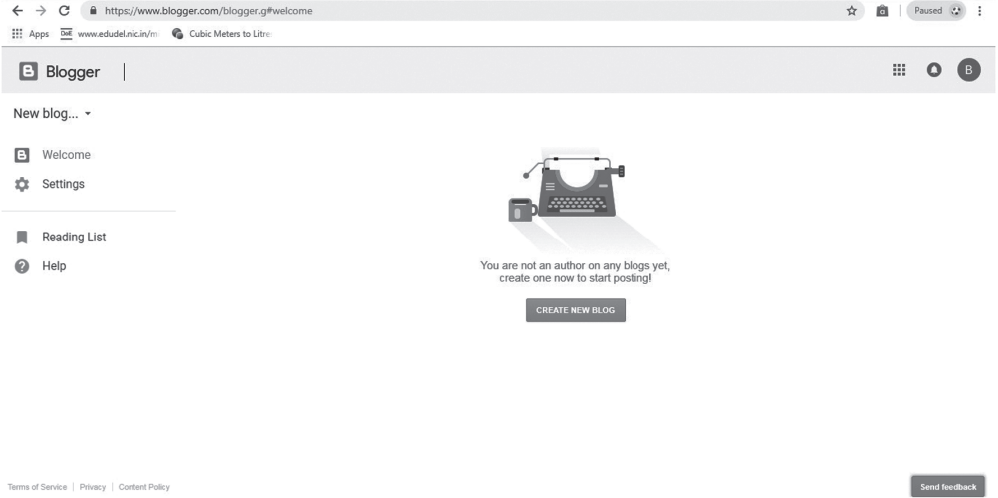 https://www.blogger.com/blogger.g#welcome
Paused
Apps
DoE
www.edudel.nic.in/m
Cubic Meters to Litre
Blogger
B
New blog...
Welcome
Settings
Reading List
Help
You are not an author on any blogs yet,
create one now to start posting!
CREATE NEW BLOG
Terms of Service | Privacy | Content Policy
Send feedback